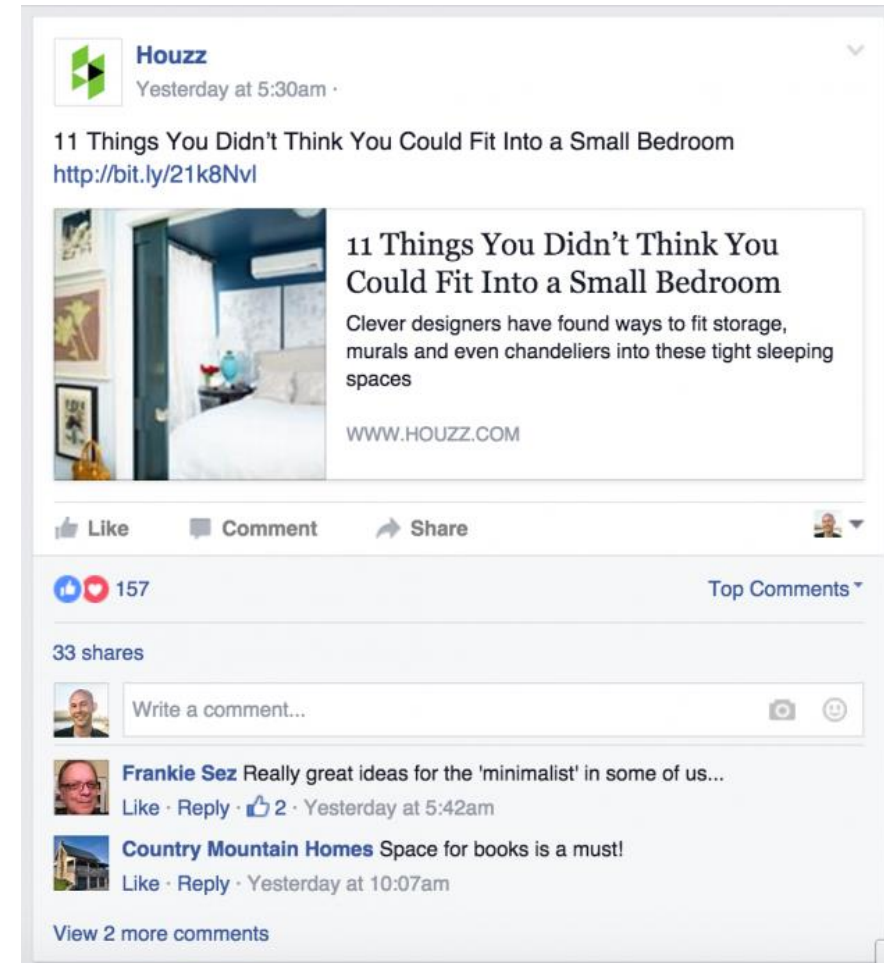 Houzz
Yesterday at 5:30am ·
11 Things You Didn’t Think You Could Fit Into a Small Bedroom
http://bit.ly/21k8Nvl
11 Things You Didn’t Think You
Could Fit Into a Small Bedroom
Clever designers have found ways to fit storage,
murals and even chandeliers into these tight sleeping
spaces
WWW.HOUZZ.COM
Like Comment Share
157 Top Comments
33 shares
Write a comment...
Frankie Sez Really great ideas for the 'minimalist' in some of us...
Like · Reply · 2 · Yesterday at 5:42am
Country Mountain Homes Space for books is a must!
Like · Reply · Yesterday at 10:07am
View 2 more comments